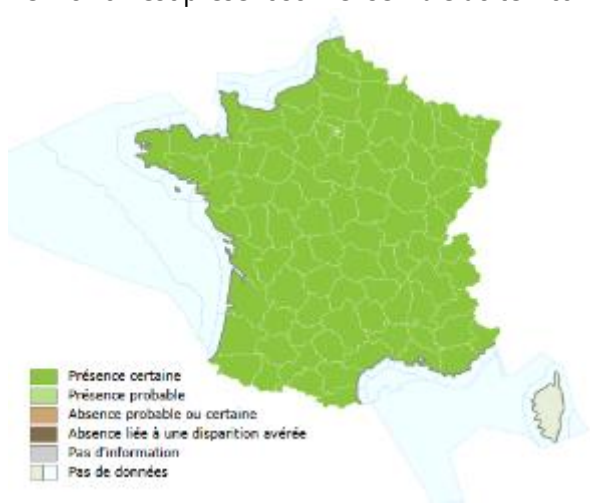 Présence certaine
Présence probable
Absence probable ou certaine
Absence liée à une disparition avérée
Pas d'information
Pas de données